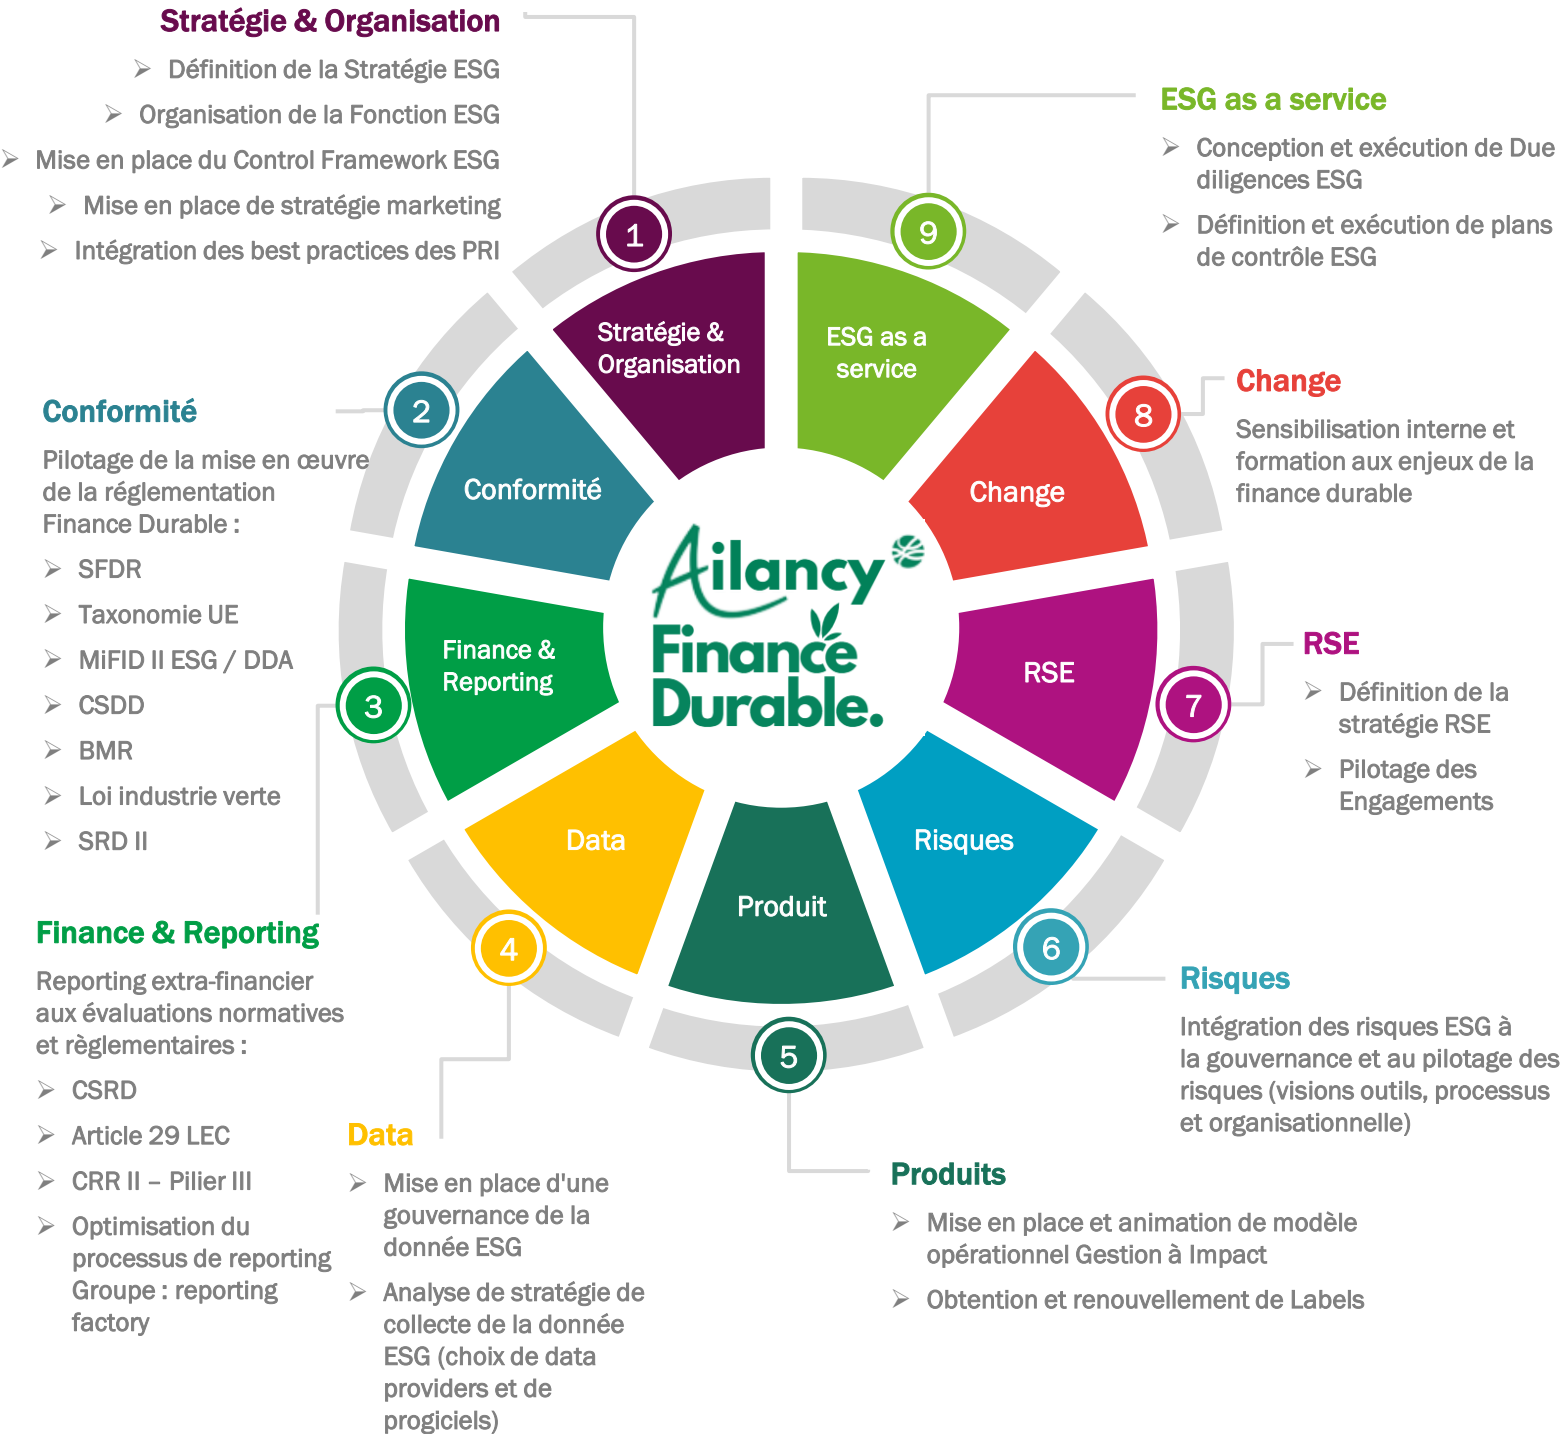 Stratégie & Organisation
➢ Définition de la Stratégie ESG
➢ Organisation de la Fonction ESG
➢ Mise en place du Control Framework ESG
➢ Mise en place de stratégie marketing
➢ Intégration des best practices des PRI
ESG as a service
➢ Conception et exécution de Due
diligences ESG
➢ Définition et exécution de plans
de contrôle ESG
1
9
Stratégie &
Organisation
ESG as a
service
Conformité
Pilotage de la mise en œuvre
de la réglementation
Finance Durable :
➢ SFDR
➢ Taxonomie UE
➢ MiFID II ESG / DDA
➢ CSDD
➢ BMR
➢ Loi industrie verte
➢ SRD II
2
Conformité
8
Change
Change
Sensibilisation interne et
formation aux enjeux de la
finance durable
Ailancy
Finance
Durable.
Finance &
Reporting
3
RSE
7
RSE
➢ Définition de la
stratégie RSE
➢ Pilotage des
Engagements
Data
4
Produit
5
Risques
6
Finance & Reporting
Reporting extra-financier
aux évaluations normatives
et règlementaires :
➢ CSRD
➢ Article 29 LEC
➢ CRR II – Pilier III
➢ Optimisation du
processus de reporting
Groupe : reporting
factory
Data
➢ Mise en place d'une
gouvernance de la
donnée ESG
➢ Analyse de stratégie de
collecte de la donnée
ESG (choix de data
providers et de
progiciels)
Produits
➢ Mise en place et animation de modèle
opérationnel Gestion à Impact
➢ Obtention et renouvellement de Labels
Risques
Intégration des risques ESG à
la gouvernance et au pilotage des
risques (visions outils, processus
et organisationnelle)